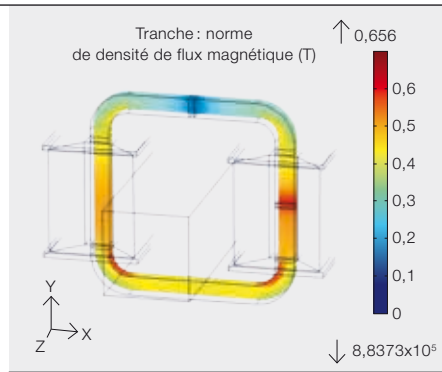 Tranche : norme
de densité de flux magnétique (T)
↑ 0,656
0,6
0,5
0,4
0,3
0,2
0,1
0
↓ 8,8373x10⁵
Y
X
Z